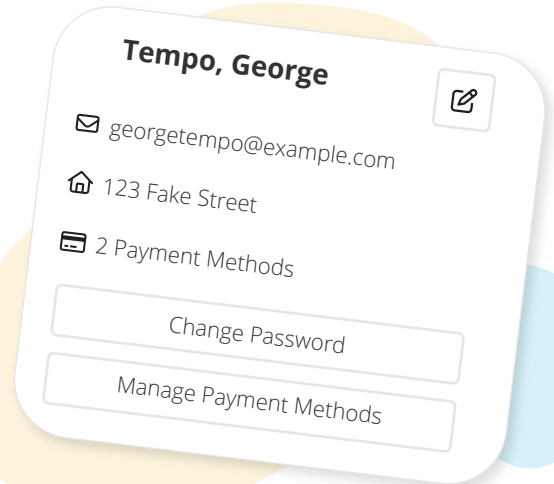 Tempo, George
georgetempo@example.com
123 Fake Street
2 Payment Methods
Change Password
Manage Payment Methods